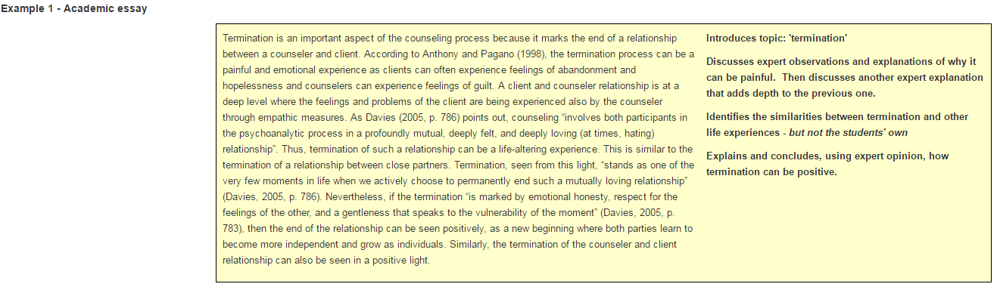 Example 1 - Academic essay
Termination is an important aspect of the counseling process because it marks the end of a relationship
between a counseler and client. According to Anthony and Pagano (1998), the termination process can be a
painful and emotional experience as clients can often experience feelings of abandonment and
hopelessness and counselers can experience feelings of guilt. A client and counseler relationship is at a
deep level where the feelings and problems of the client are being experienced also by the counseler
through empathic measures. As Davies (2005, p. 786) points out, counseling “involves both participants in
the psychoanalytic process in a profoundly mutual, deeply felt, and deeply loving (at times, hating)
relationship”. Thus, termination of such a relationship can be a life-altering experience. This is similar to the
termination of a relationship between close partners. Termination, seen from this light, “stands as one of the
very few moments in life when we actively choose to permanently end such a mutually loving relationship”
(Davies, 2005, p. 786). Nevertheless, if the termination “is marked by emotional honesty, respect for the
feelings of the other, and a gentleness that speaks to the vulnerability of the moment” (Davies, 2005, p.
783), then the end of the relationship can be seen positively, as a new beginning where both parties learn to
become more independent and grow as individuals. Similarly, the termination of the counseler and client
relationship can also be seen in a positive light.
Introduces topic: 'termination'
Discusses expert observations and explanations of why it
can be painful.  Then discusses another expert explanation
that adds depth to the previous one.
Identifies the similarities between termination and other
life experiences - but not the students' own
Explains and concludes, using expert opinion, how
termination can be positive.